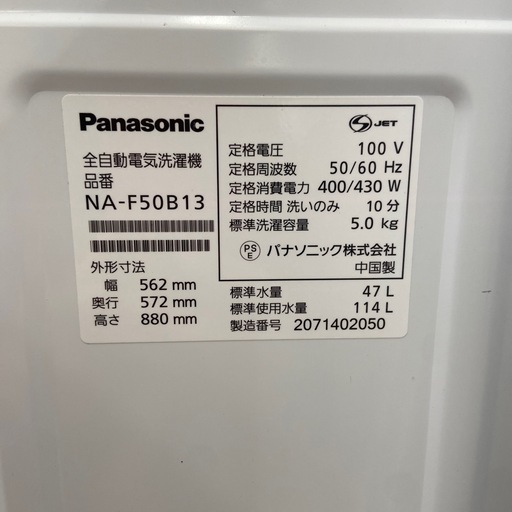 Panasonic
全自動電気洗濯機
品番
NA-F50B13
外形寸法
幅 562 mm
奥行 572 mm
高さ 880 mm
S JET
定格電圧 100 V
定格周波数 50/60 Hz
定格消費電力 400/430 W
定格時間 洗いのみ 10 分
標準洗濯容量 5.0 kg
PS E パナソニック株式会社
中国製
標準水量 47 L
標準使用水量 114 L
製造番号 2071402050